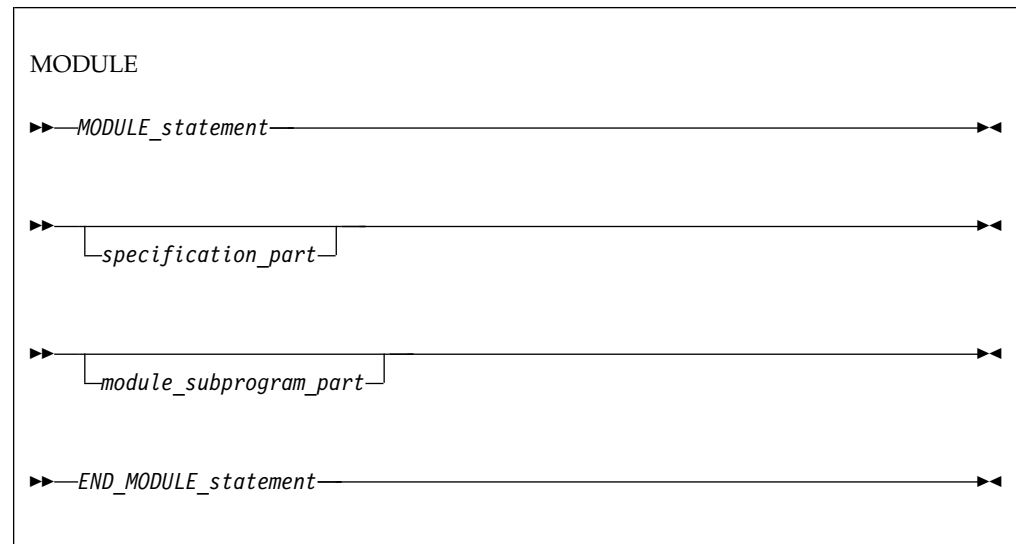 MODULE
MODULE_statement
specification_part
module_subprogram_part
END_MODULE_statement